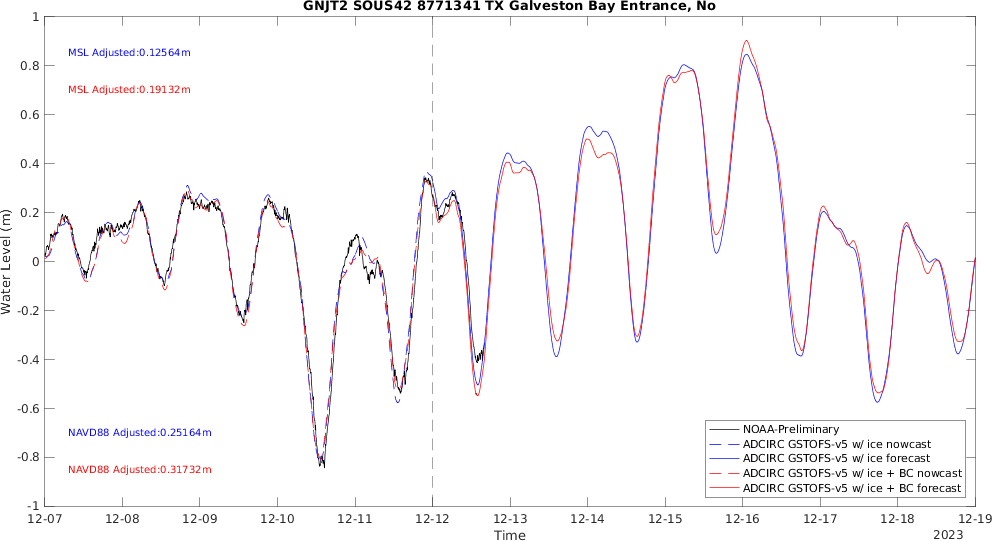 GNJT2 SOUS42 8771341 TX Galveston Bay Entrance, No
MSL Adjusted:0.12564m
MSL Adjusted:0.19132m
NAVD88 Adjusted:0.25164m
NAVD88 Adjusted:0.31732m
Water Level (m)
1
0.8
0.6
0.4
0.2
0
-0.2
-0.4
-0.6
-0.8
-1
NOAA-Preliminary
ADCIRC GSTOFS-v5 w/ ice nowcast
ADCIRC GSTOFS-v5 w/ ice forecast
ADCIRC GSTOFS-v5 w/ ice + BC nowcast
ADCIRC GSTOFS-v5 w/ ice + BC forecast
12-07 12-08 12-09 12-10 12-11 12-12 12-13 12-14 12-15 12-16 12-17 12-18 12-19
Time
2023